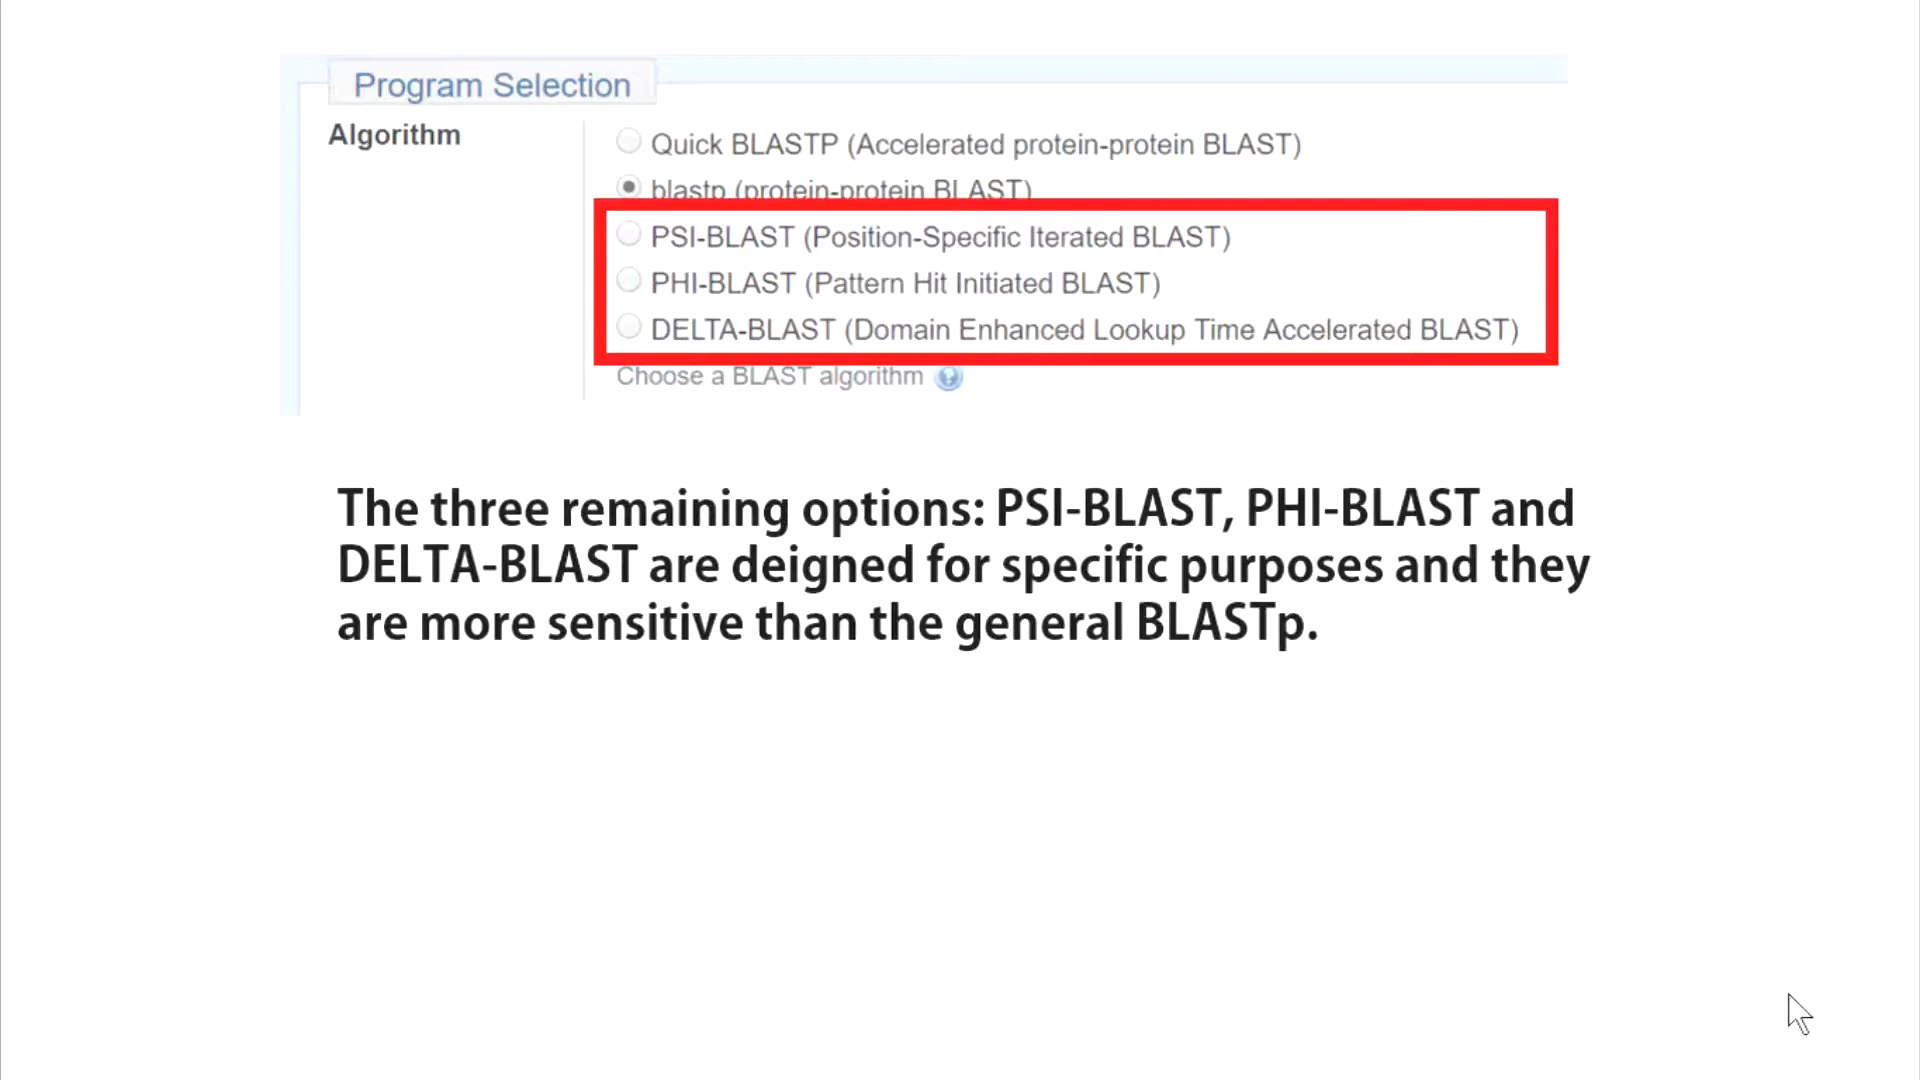 Program Selection
Algorithm
Quick BLASTP (Accelerated protein-protein BLAST)
blastp (protein-protein BLAST)
PSI-BLAST (Position-Specific Iterated BLAST)
PHI-BLAST (Pattern Hit Initiated BLAST)
DELTA-BLAST (Domain Enhanced Lookup Time Accelerated BLAST)
Choose a BLAST algorithm
The three remaining options: PSI-BLAST, PHI-BLAST and
DELTA-BLAST are deigned for specific purposes and they
are more sensitive than the general BLASTp.